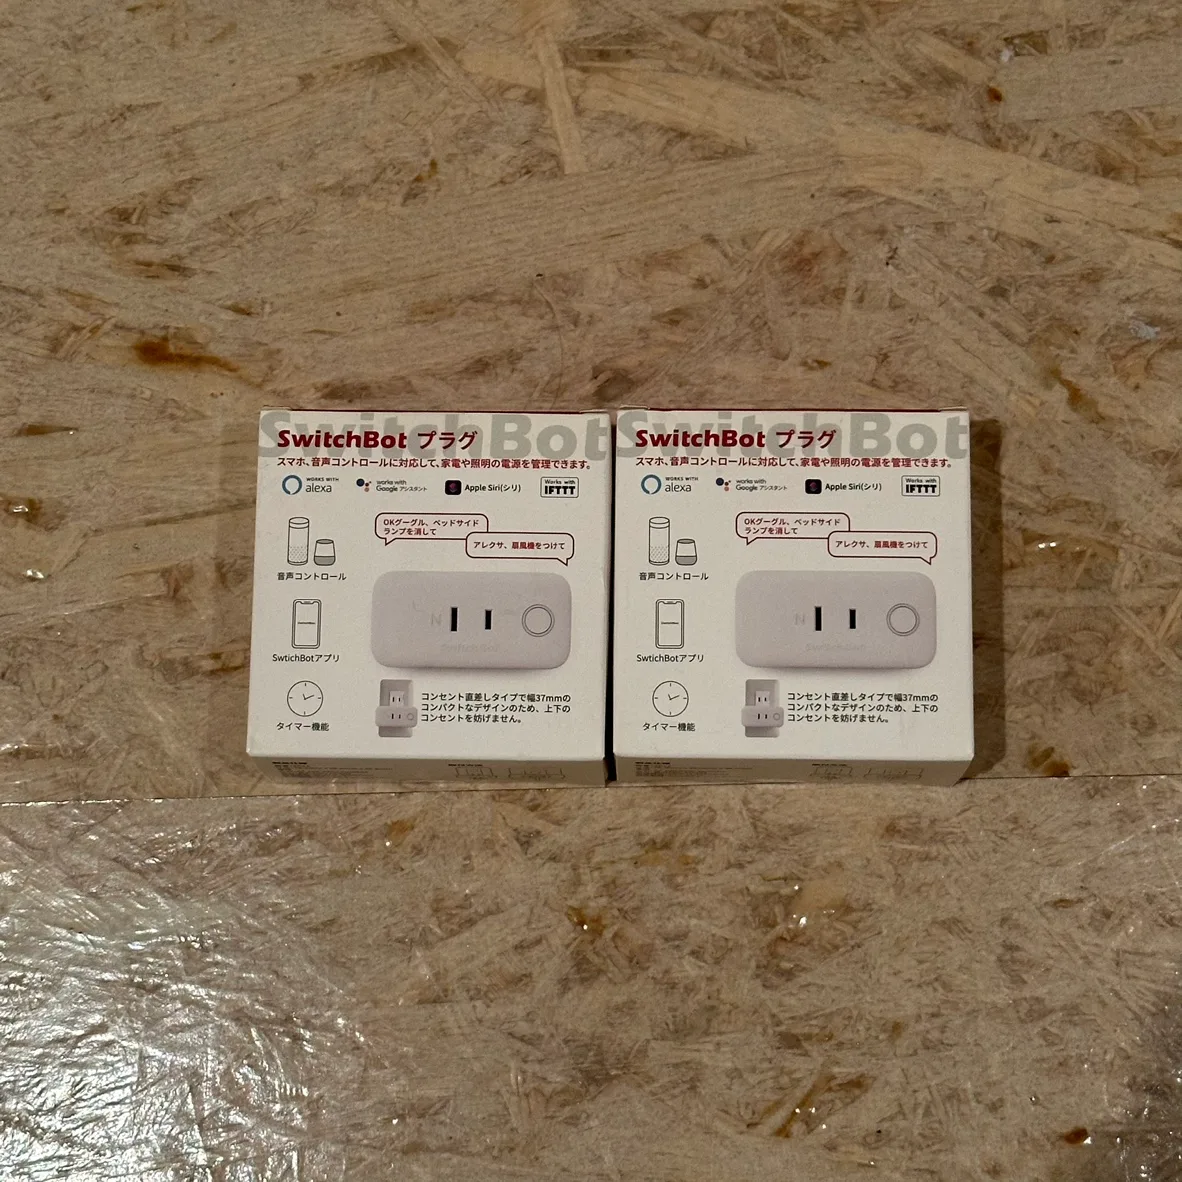 SwitchBot
SwitchBot プラグ
スマホ、音声コントロールに対応して、家電や照明の電源を管理できます。
WORKS WITH
alexa
works with
Google アシスタント
Apple Siri(シリ)
Works with
IFTTT
OKグーグル、ベッドサイド
ランプを消して
アレクサ、扇風機をつけて
音声コントロール
N
SwitchBot
SwtichBotアプリ
コンセント直差しタイプで幅37mmの
コンパクトなデザインのため、上下の
コンセントを妨げません。
タイマー機能
SwitchBot
SwitchBot プラグ
スマホ、音声コントロールに対応して、家電や照明の電源を管理できます。
WORKS WITH
alexa
works with
Google アシスタント
Apple Siri(シリ)
Works with
IFTTT
OKグーグル、ベッドサイド
ランプを消して
アレクサ、扇風機をつけて
音声コントロール
N
SwitchBot
SwtichBotアプリ
コンセント直差しタイプで幅37mmの
コンパクトなデザインのため、上下の
コンセントを妨げません。
タイマー機能